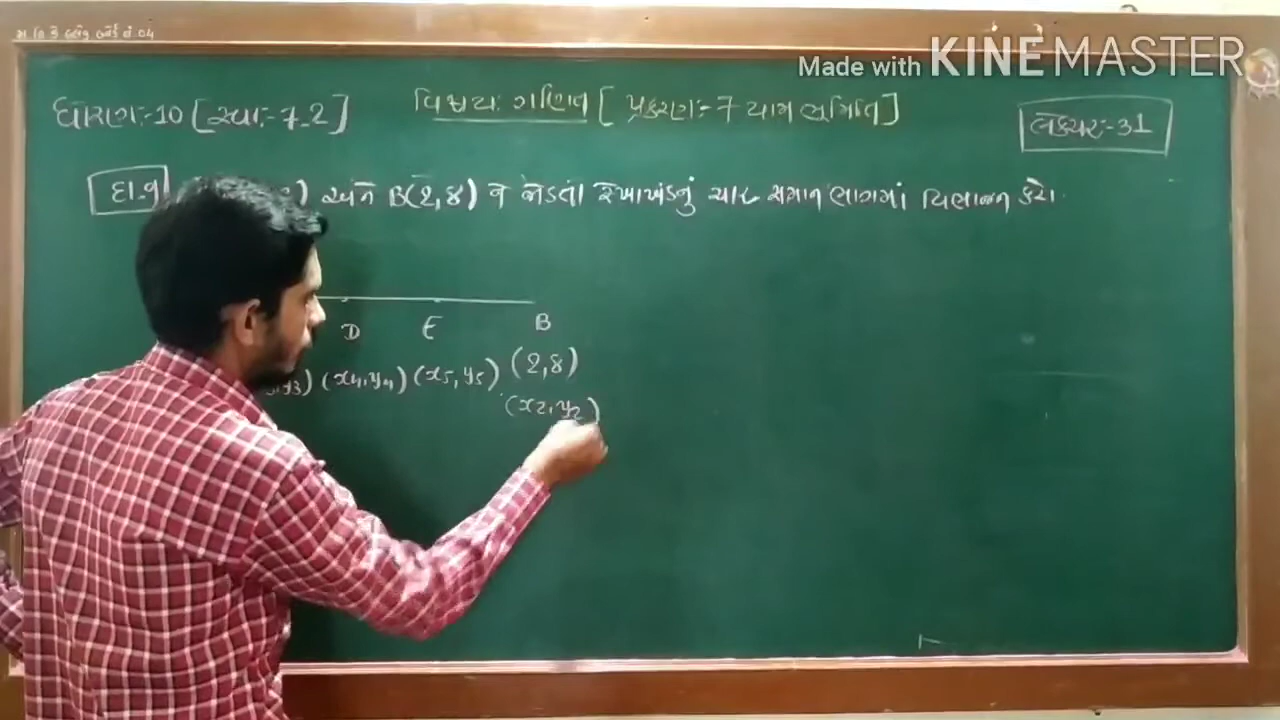 Made with KINEMASTER
ધોરણ:-10 [સ્વા:-7.2] વિષય: ગણિત [પ્રકરણ:-7 યામ ભૂમિતિ] લેક્ચર:-31
દા.9 અને B(2,8) ને જોડતા રેખાખંડનું ચાર સમાન ભાગમાં વિભાજન કરો.
D E B
(x4,y4) (x5,y5) (2,8)
(x2,y2)